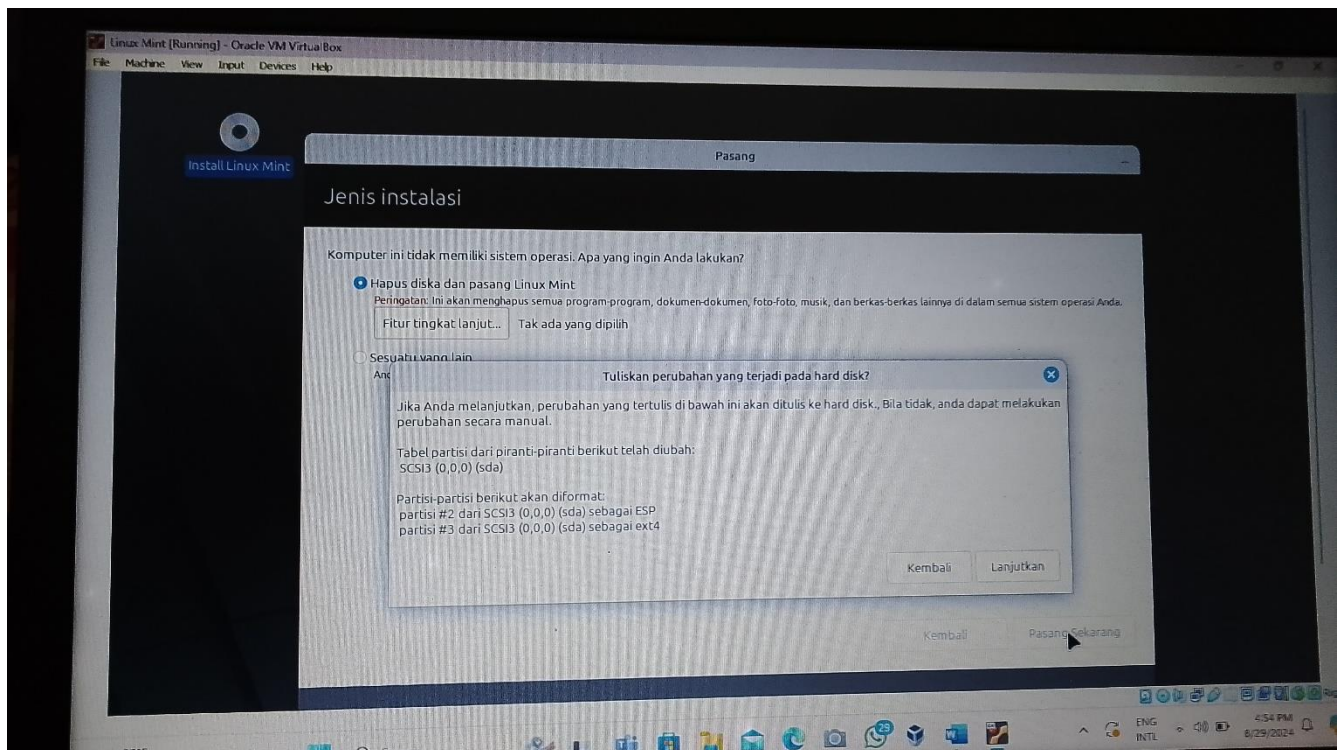 Linux Mint [Running] - Oracle VM VirtualBox
File Machine View Input Devices Help
Install Linux Mint
Pasang
Jenis instalasi
Komputer ini tidak memiliki sistem operasi. Apa yang ingin Anda lakukan?
Hapus diska dan pasang Linux Mint
Peringatan: Ini akan menghapus semua program-program, dokumen-dokumen, foto-foto, musik, dan berkas-berkas lainnya di dalam semua sistem operasi Anda.
Fitur tingkat lanjut... Tak ada yang dipilih
Sesuatu yang lain
Tuliskan perubahan yang terjadi pada hard disk?
Jika Anda melanjutkan, perubahan yang tertulis di bawah ini akan ditulis ke hard disk., Bila tidak, anda dapat melakukan
perubahan secara manual.
Tabel partisi dari piranti-piranti berikut telah diubah:
SCSI3 (0,0,0) (sda)
Partisi-partisi berikut akan diformat:
partisi #2 dari SCSI3 (0,0,0) (sda) sebagai ESP
partisi #3 dari SCSI3 (0,0,0) (sda) sebagai ext4
Kembali Lanjutkan
Kembali Pasang Sekarang
29
ENG
INTL
4:54 PM
8/29/2024